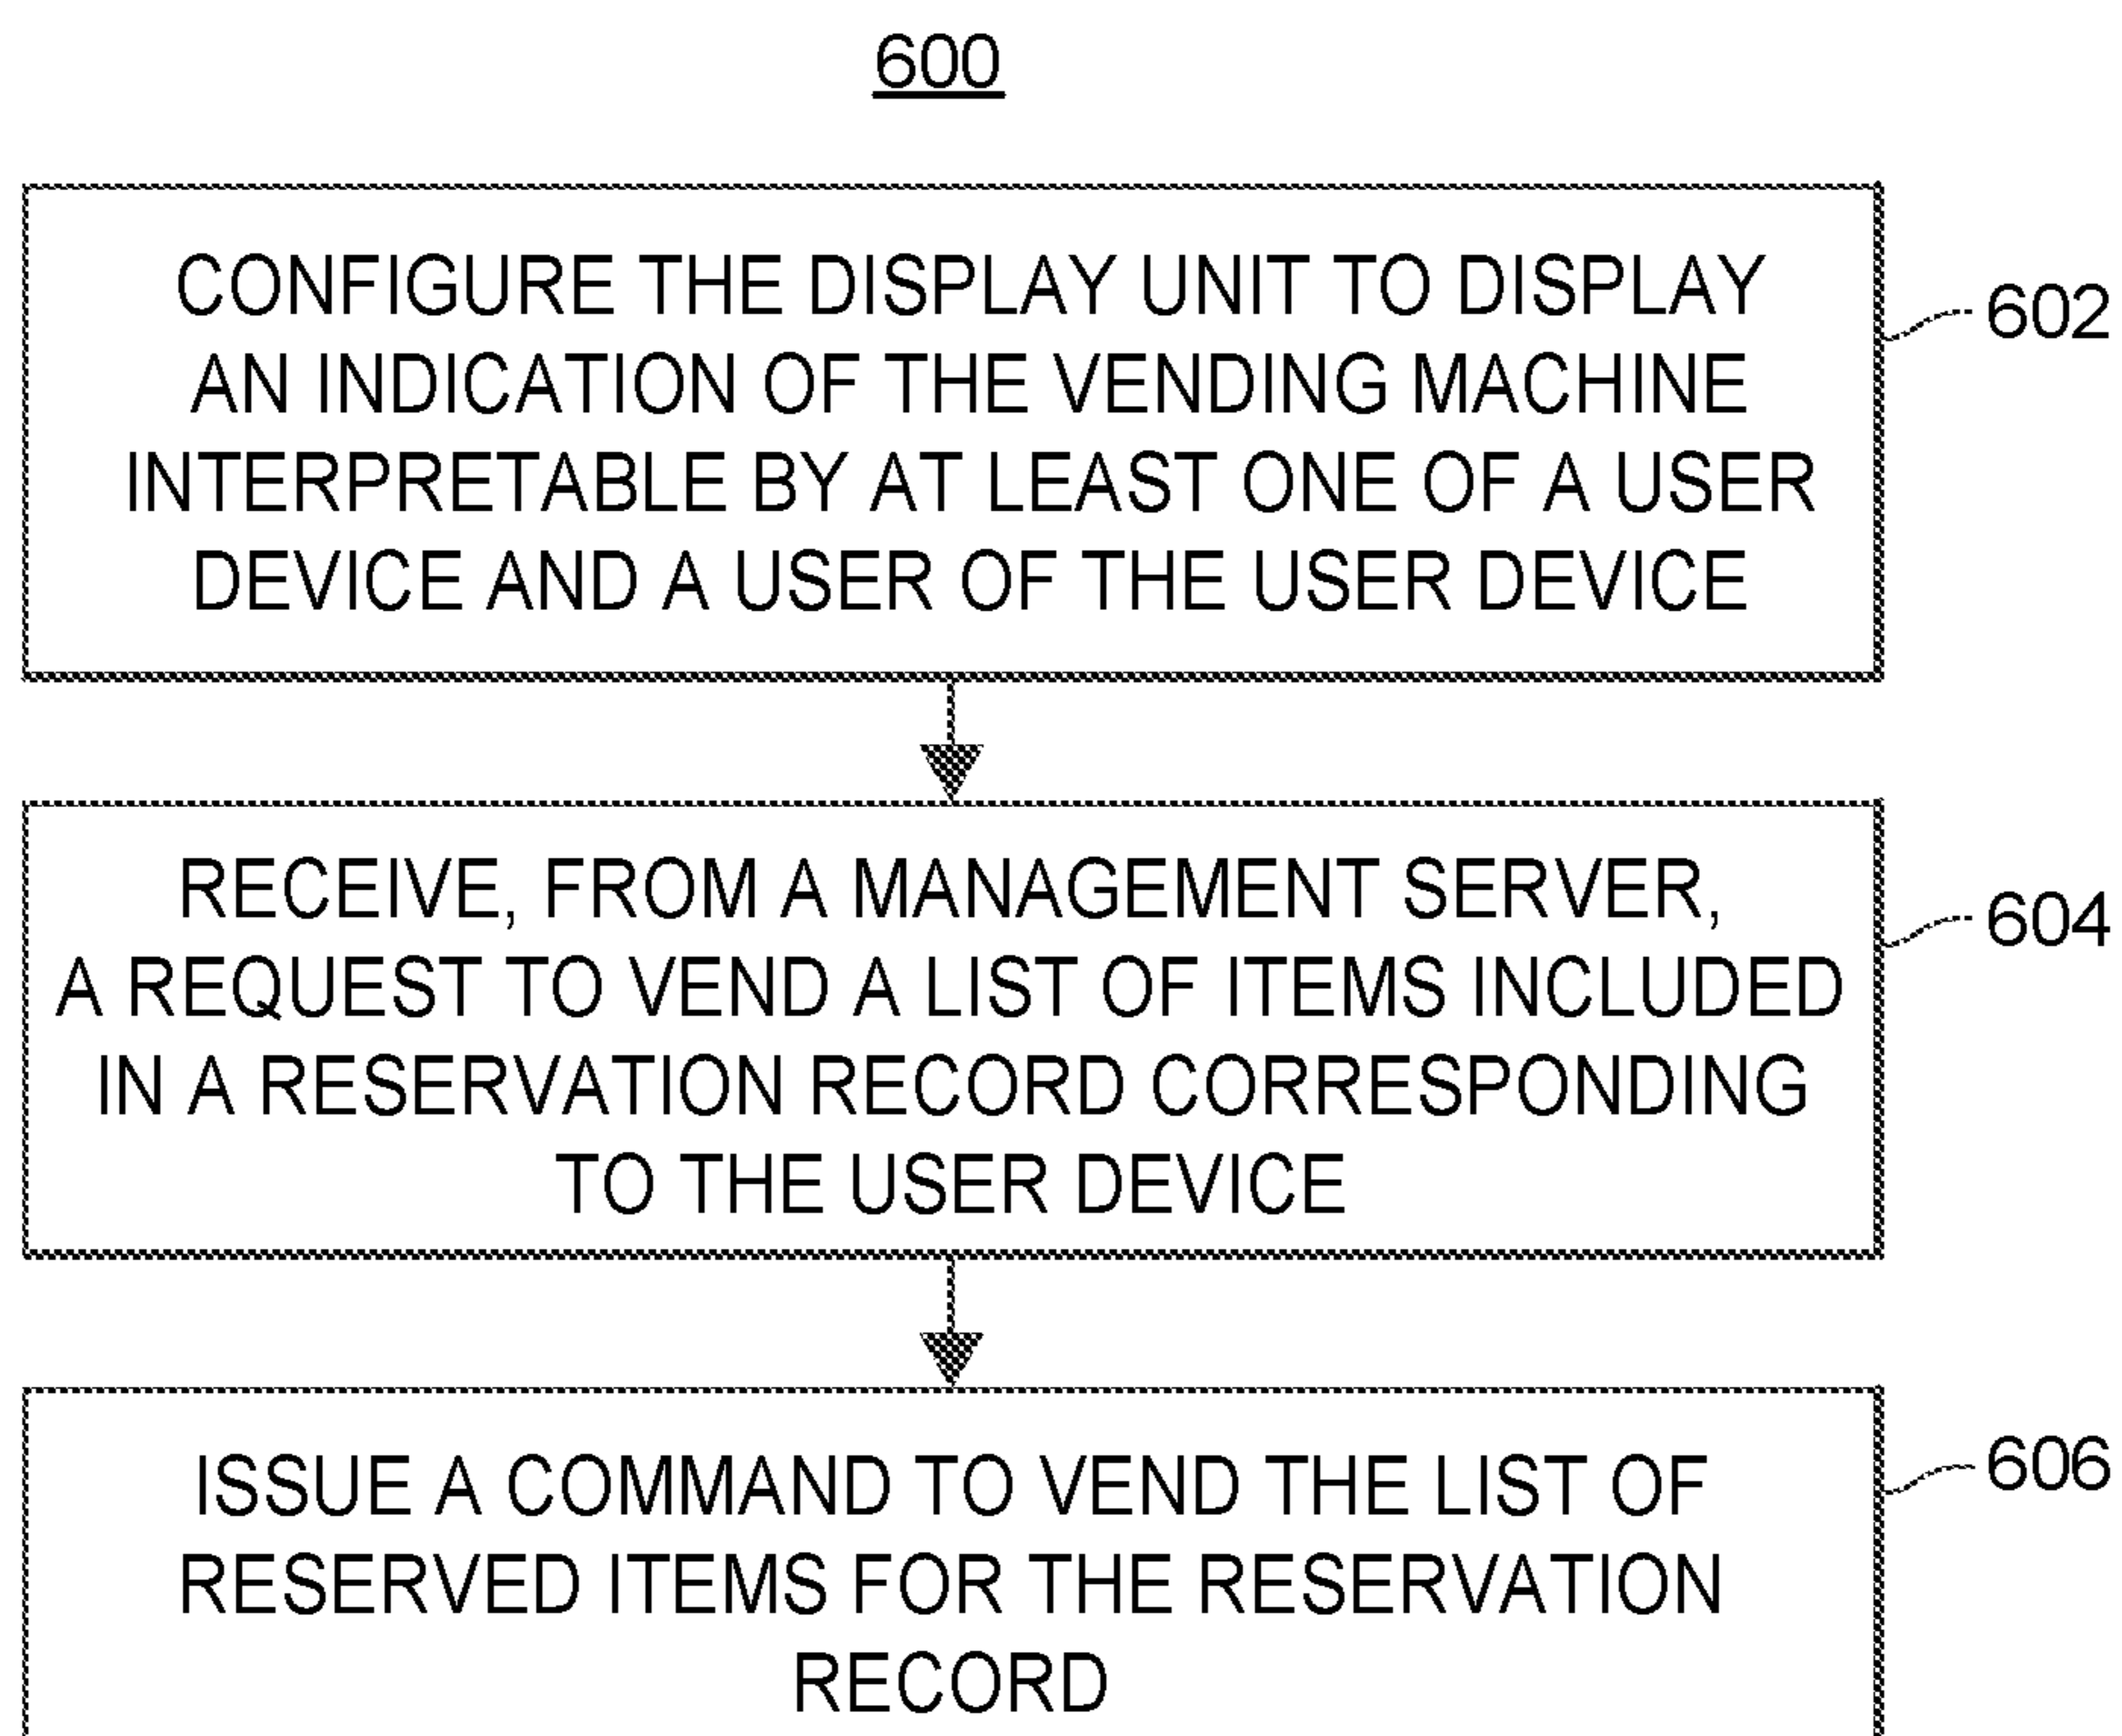 600
CONFIGURE THE DISPLAY UNIT TO DISPLAY
AN INDICATION OF THE VENDING MACHINE
INTERPRETABLE BY AT LEAST ONE OF A USER
DEVICE AND A USER OF THE USER DEVICE
602
RECEIVE, FROM A MANAGEMENT SERVER,
A REQUEST TO VEND A LIST OF ITEMS INCLUDED
IN A RESERVATION RECORD CORRESPONDING
TO THE USER DEVICE
604
ISSUE A COMMAND TO VEND THE LIST OF
RESERVED ITEMS FOR THE RESERVATION
RECORD
606